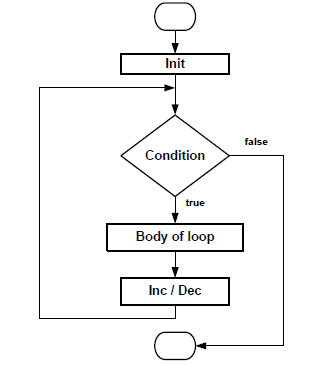 Init
Condition
false
true
Body of loop
Inc / Dec